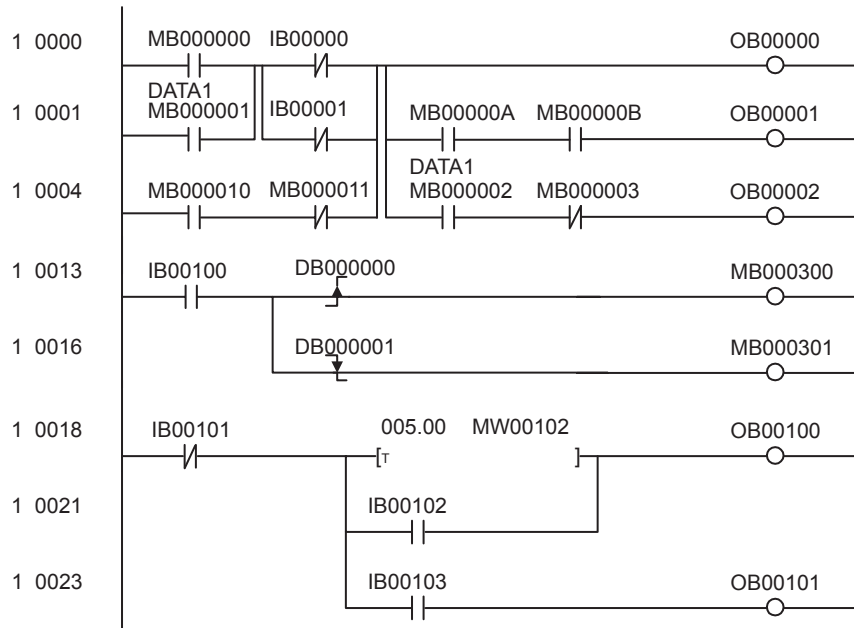 1 0000 MB000000 IB00000 OB00000
DATA1
1 0001 MB000001 IB00001 MB00000A MB00000B OB00001
DATA1
1 0004 MB000010 MB000011 MB000002 MB000003 OB00002
1 0013 IB00100 DB000000 MB000300
1 0016 DB000001 MB000301
1 0018 IB00101 005.00 MW00102 OB00100
[T ]
1 0021 IB00102
1 0023 IB00103 OB00101